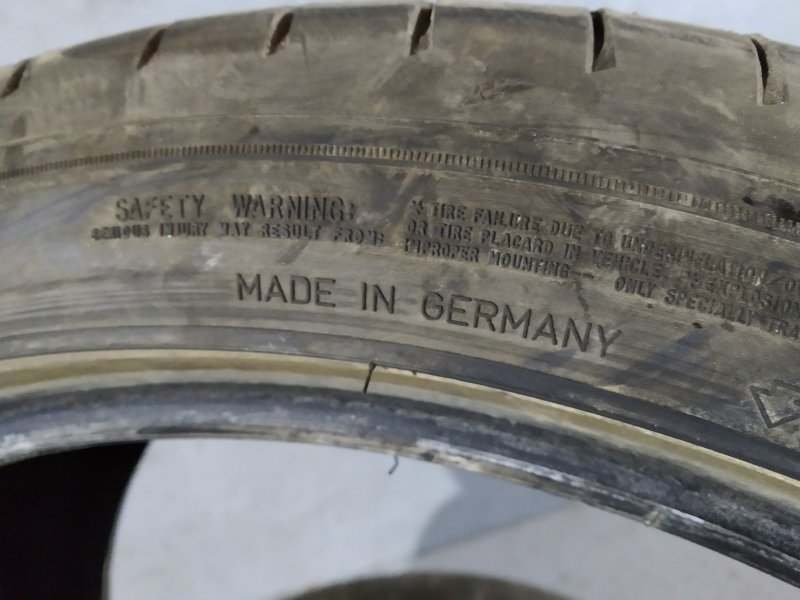 SAFETY WARNING:
SERIOUS INJURY MAY RESULT FROM:
* TIRE FAILURE DUE TO UNDERINFLATION/
OR TIRE PLACARD IN VEHICLE EXPLOSION
IMPROPER MOUNTING - ONLY SPECIALLY
MADE IN GERMANY